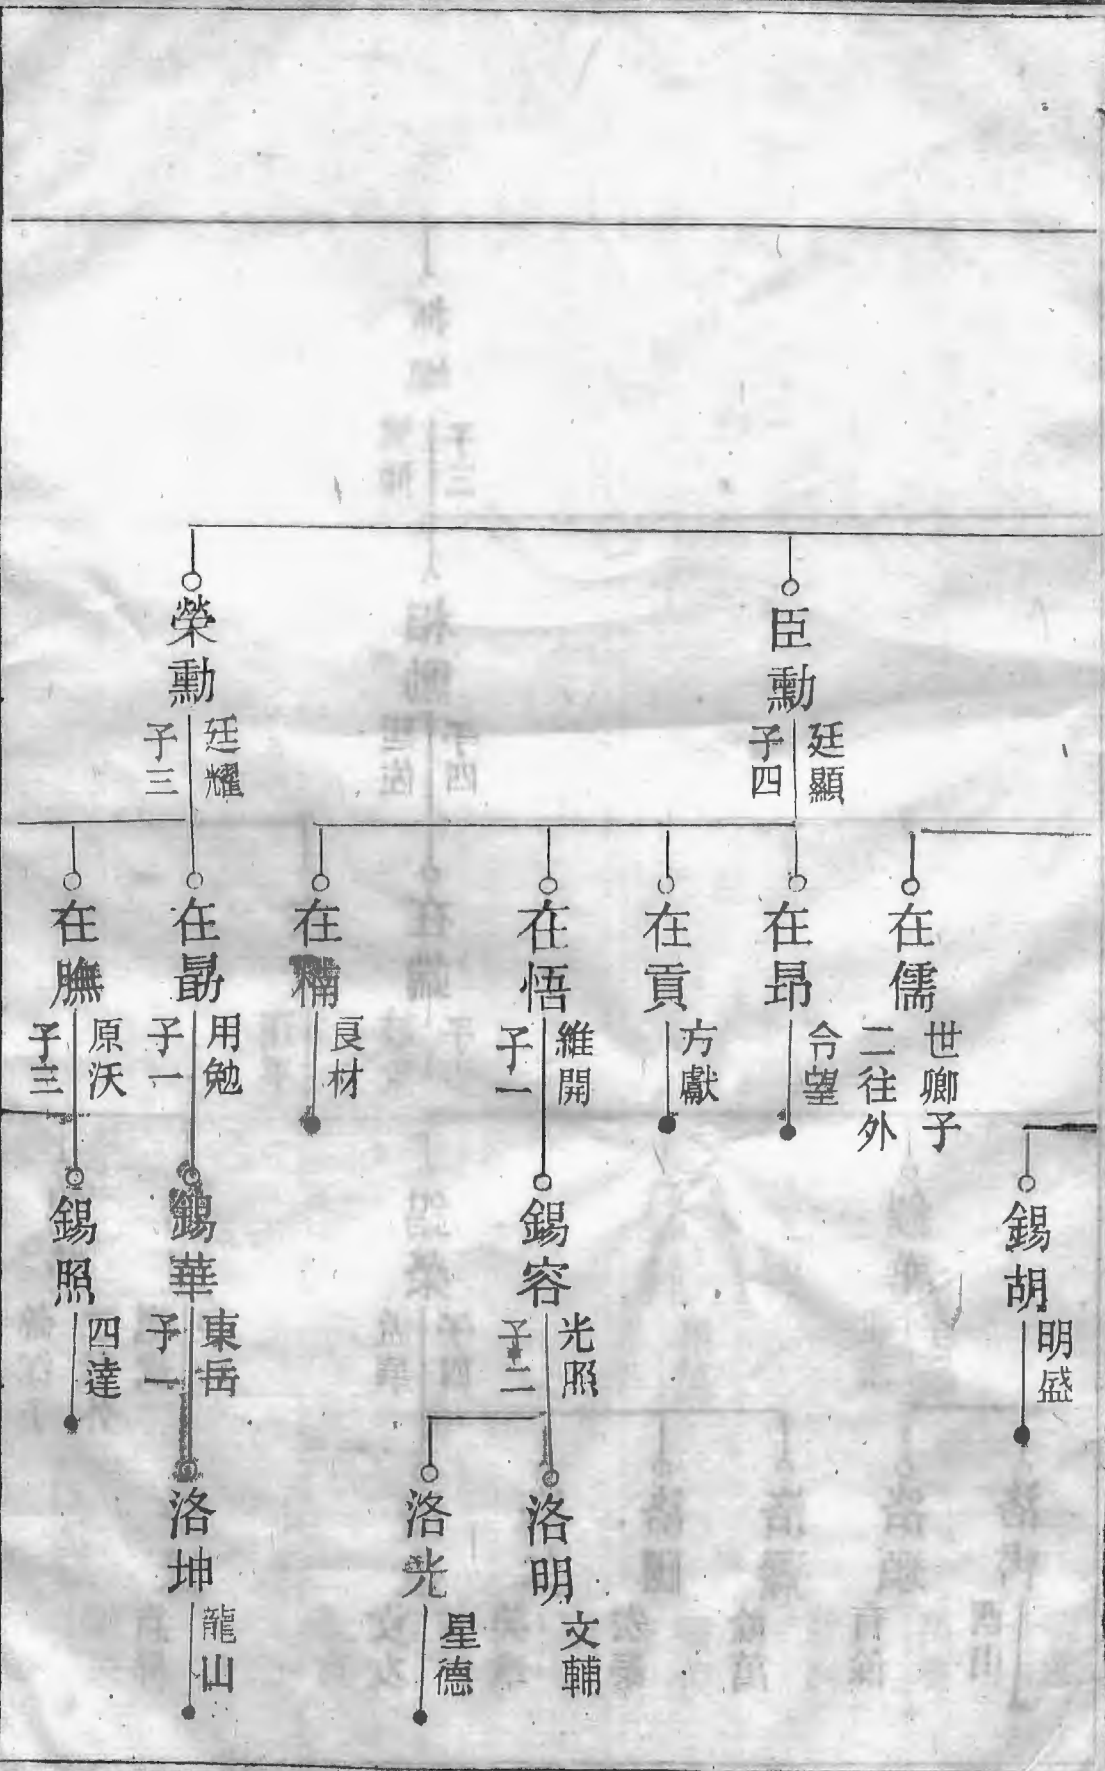 臣勳
廷顯
子四
榮勳
廷耀
子三
在儒
世卿子
二往外
在昂
令望
在貢
方獻
在悟
維開
子一
在
良材
在勗
用勉
子一
在膴
原沃
子三
錫胡
明盛
錫容
光照
子二
錫華
東岳
子一
錫照
四達
洛明
文輔
洛光
星德
洛坤
龍山